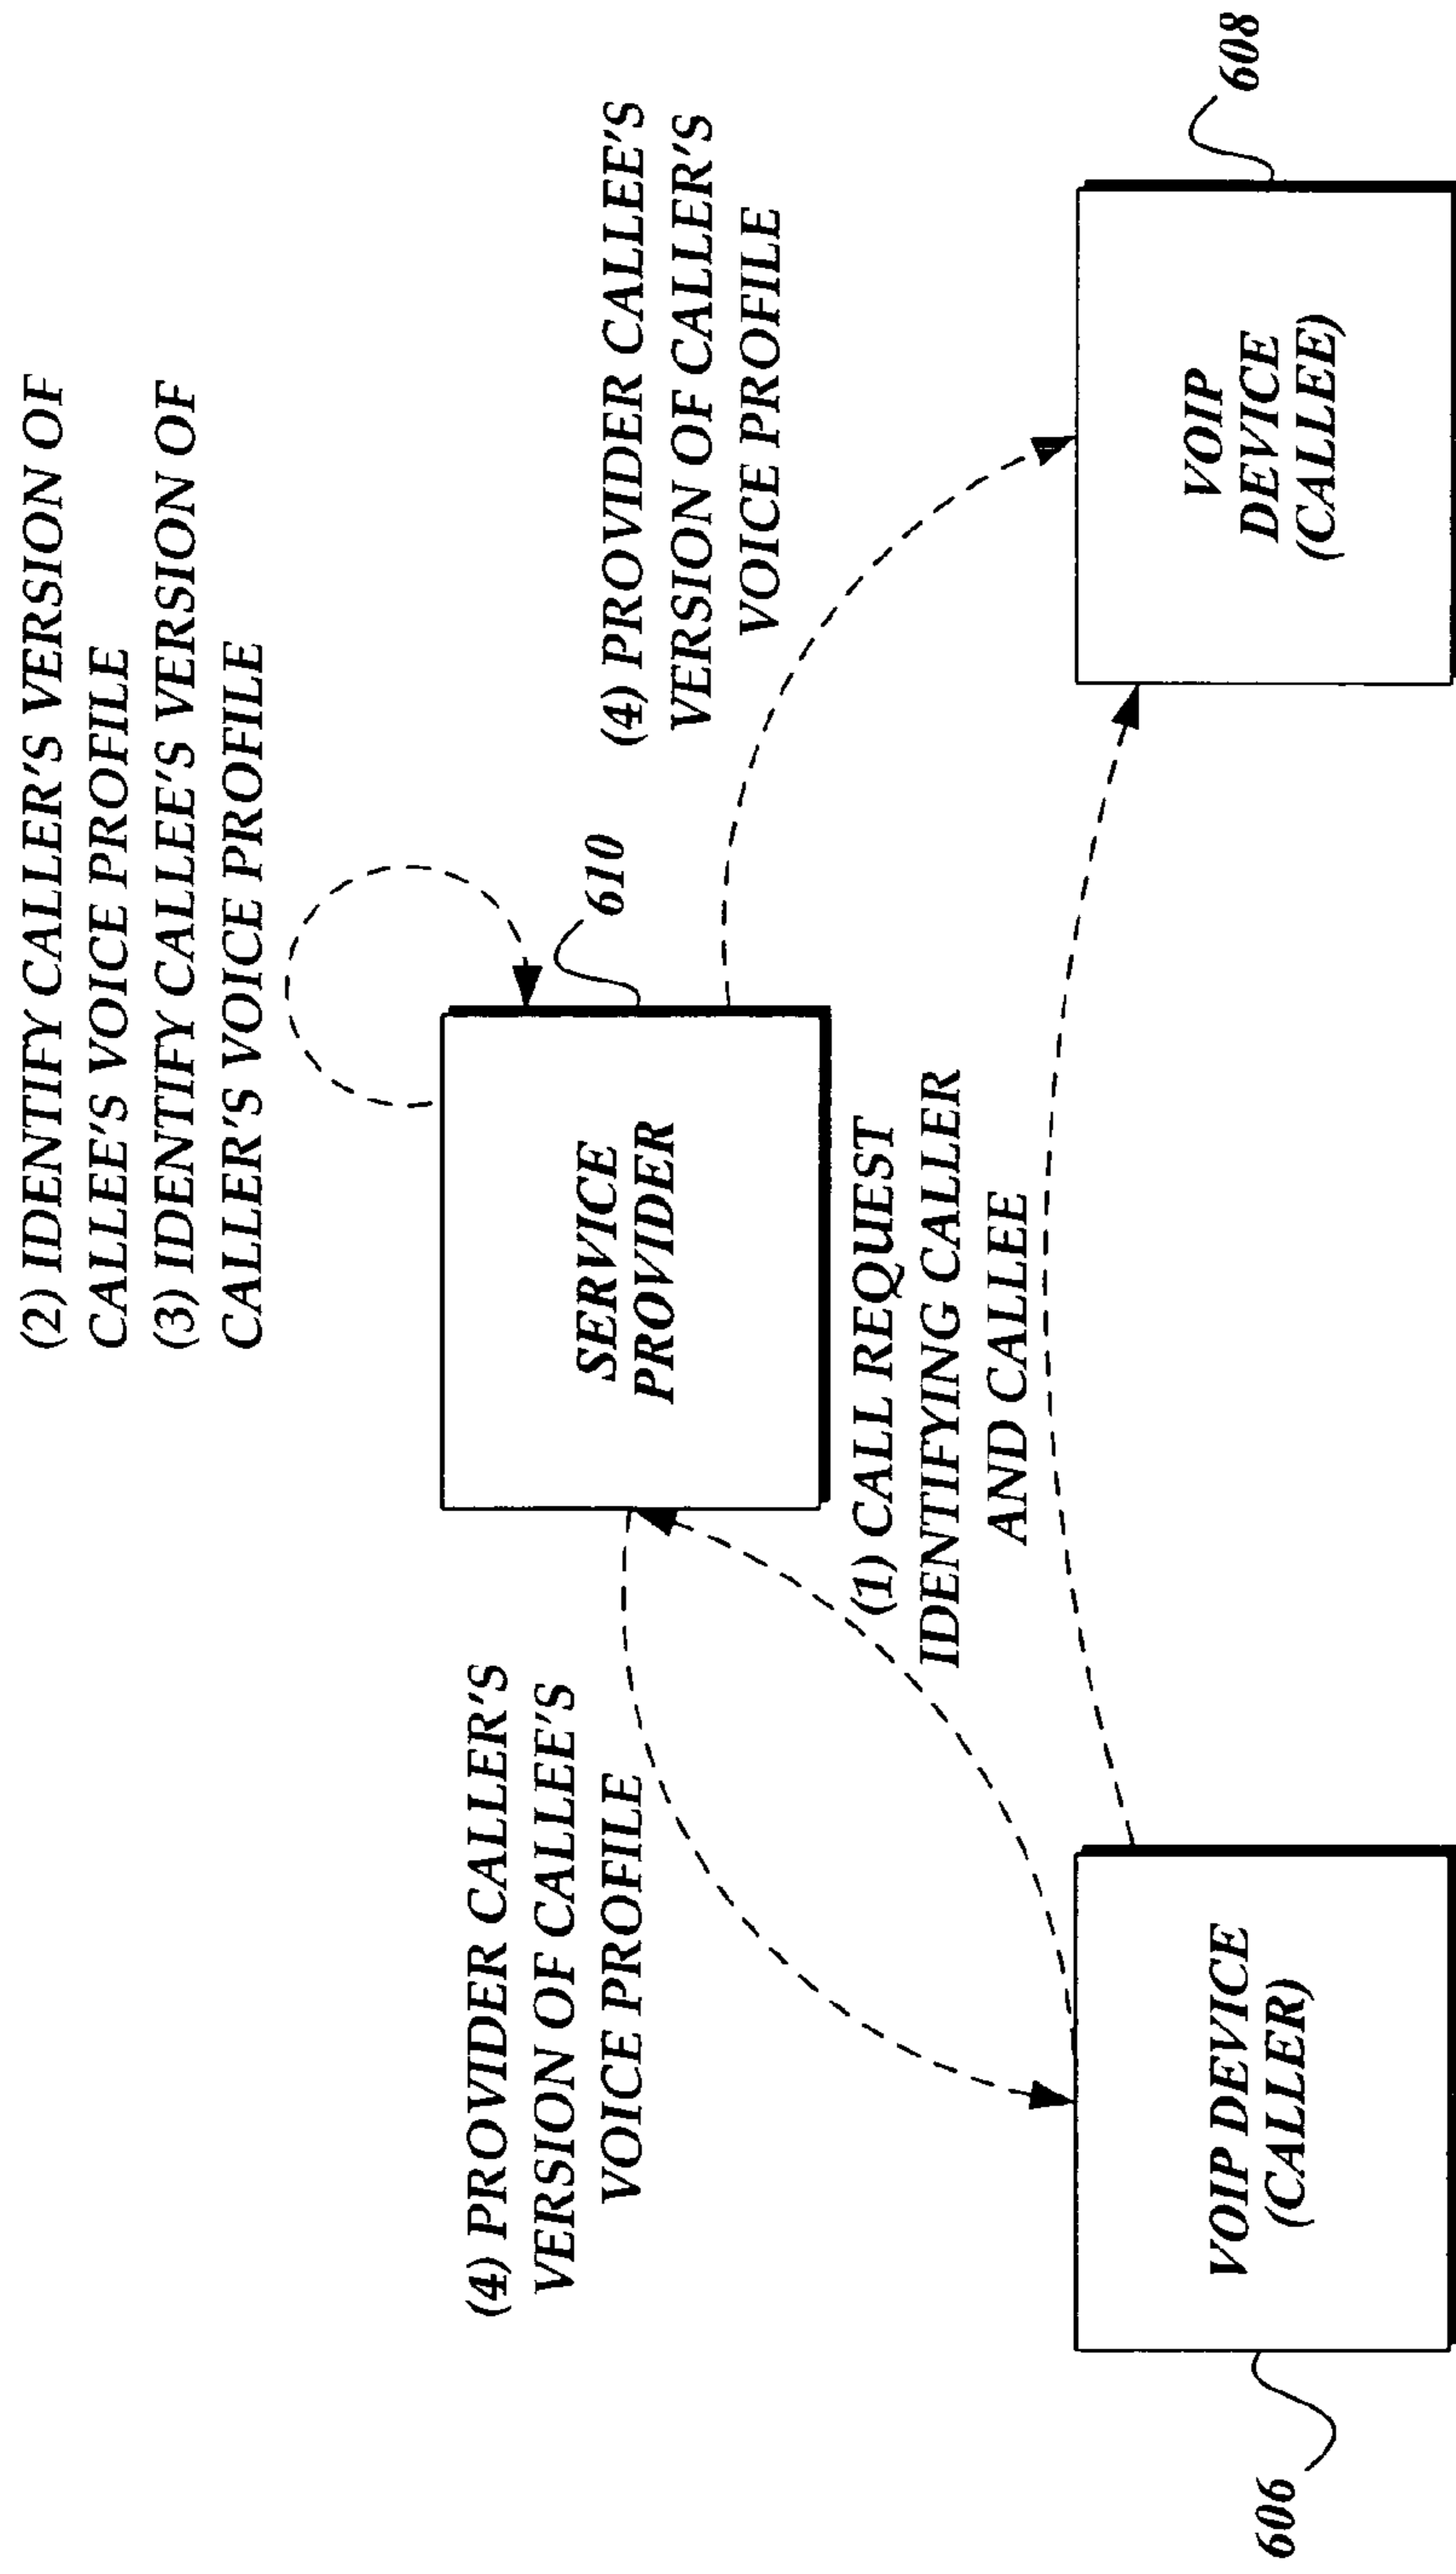 (2) IDENTIFY CALLER'S VERSION OF
CALLEE'S VOICE PROFILE
(3) IDENTIFY CALLEE'S VERSION OF
CALLER'S VOICE PROFILE
(4) PROVIDER CALLER'S
VERSION OF CALLEE'S
VOICE PROFILE
SERVICE
PROVIDER
610
(4) PROVIDER CALLEE'S
VERSION OF CALLER'S
VOICE PROFILE
(1) CALL REQUEST
IDENTIFYING CALLER
AND CALLEE
606
VOIP DEVICE
(CALLER)
VOIP
DEVICE
(CALLEE)
608